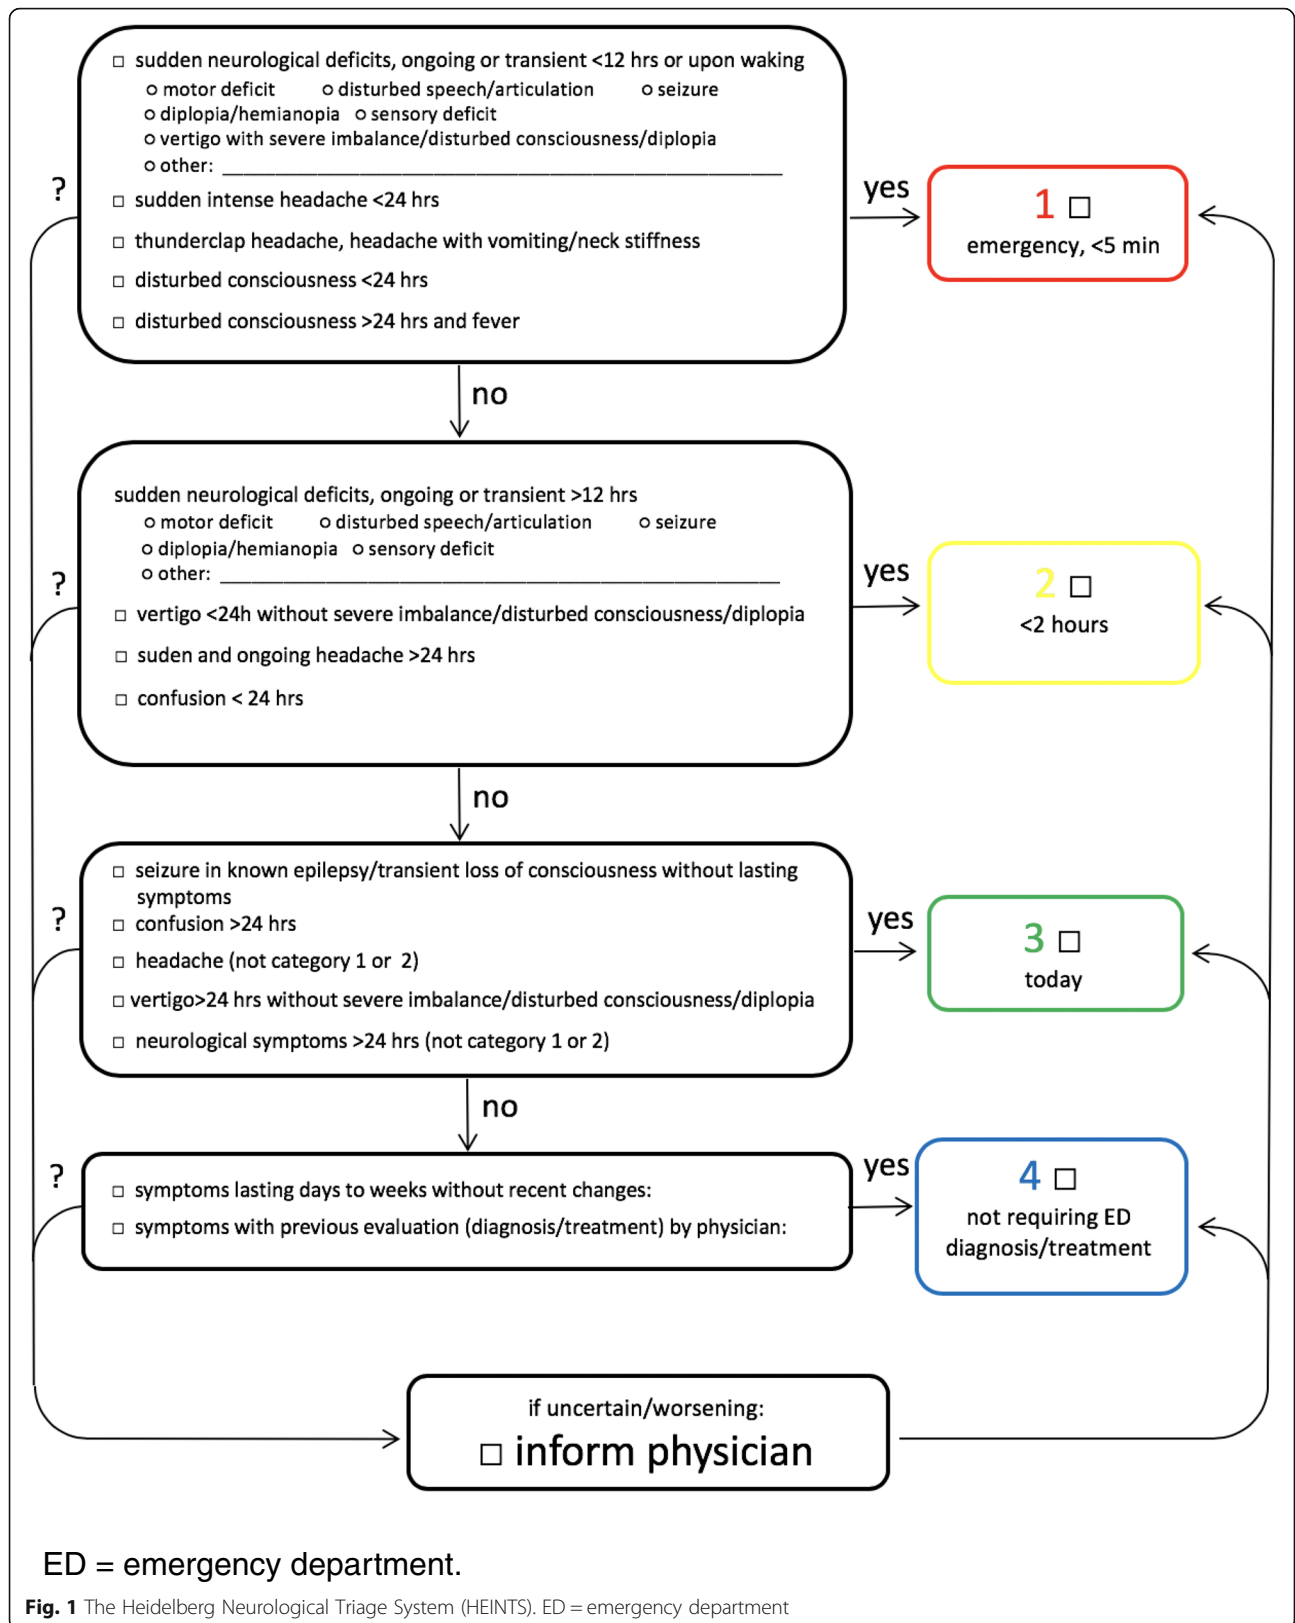 □ sudden neurological deficits, ongoing or transient <12 hrs or upon waking
○ motor deficit ○ disturbed speech/articulation ○ seizure
○ diplopia/hemianopia ○ sensory deficit
○ vertigo with severe imbalance/disturbed consciousness/diplopia
○ other: ____
□ sudden intense headache <24 hrs
□ thunderclap headache, headache with vomiting/neck stiffness
□ disturbed consciousness <24 hrs
□ disturbed consciousness >24 hrs and fever
?
yes
1 □
emergency, <5 min
no
sudden neurological deficits, ongoing or transient >12 hrs
○ motor deficit ○ disturbed speech/articulation ○ seizure
○ diplopia/hemianopia ○ sensory deficit
○ other: ____
□ vertigo <24h without severe imbalance/disturbed consciousness/diplopia
□ suden and ongoing headache >24 hrs
□ confusion < 24 hrs
?
yes
2 □
<2 hours
no
□ seizure in known epilepsy/transient loss of consciousness without lasting
symptoms
□ confusion >24 hrs
□ headache (not category 1 or 2)
□ vertigo>24 hrs without severe imbalance/disturbed consciousness/diplopia
□ neurological symptoms >24 hrs (not category 1 or 2)
?
yes
3 □
today
no
□ symptoms lasting days to weeks without recent changes:
□ symptoms with previous evaluation (diagnosis/treatment) by physician:
?
yes
4 □
not requiring ED
diagnosis/treatment
if uncertain/worsening:
□ inform physician
ED = emergency department.
Fig. 1 The Heidelberg Neurological Triage System (HEINTS). ED = emergency department